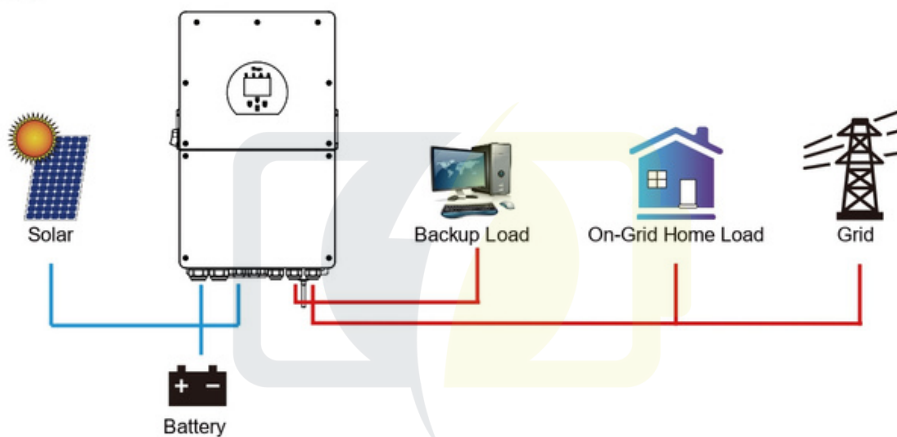 Solar
Backup Load
On-Grid Home Load
Grid
+ −
Battery